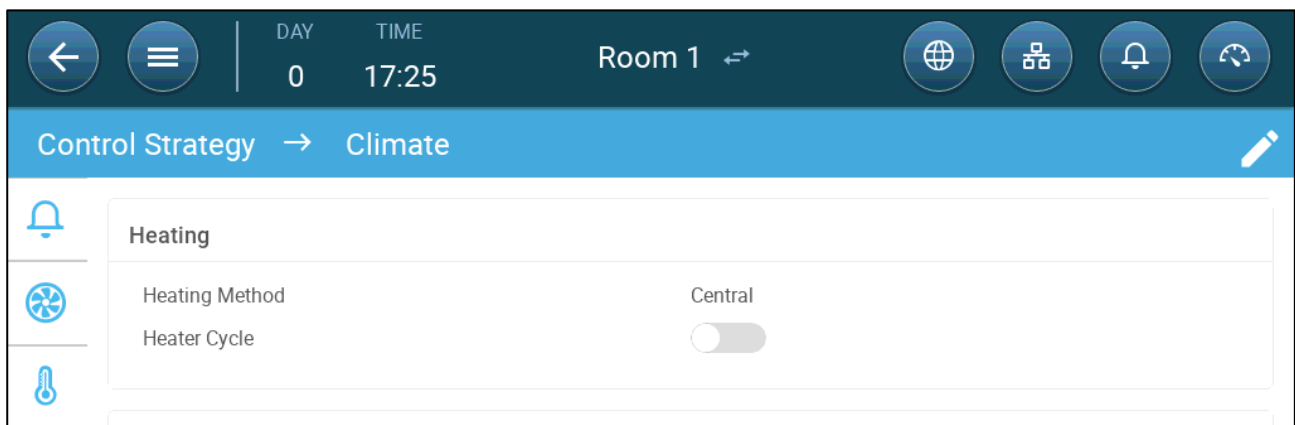 DAY TIME
0 17:25
Room 1
Control Strategy → Climate
Heating
Heating Method Central
Heater Cycle